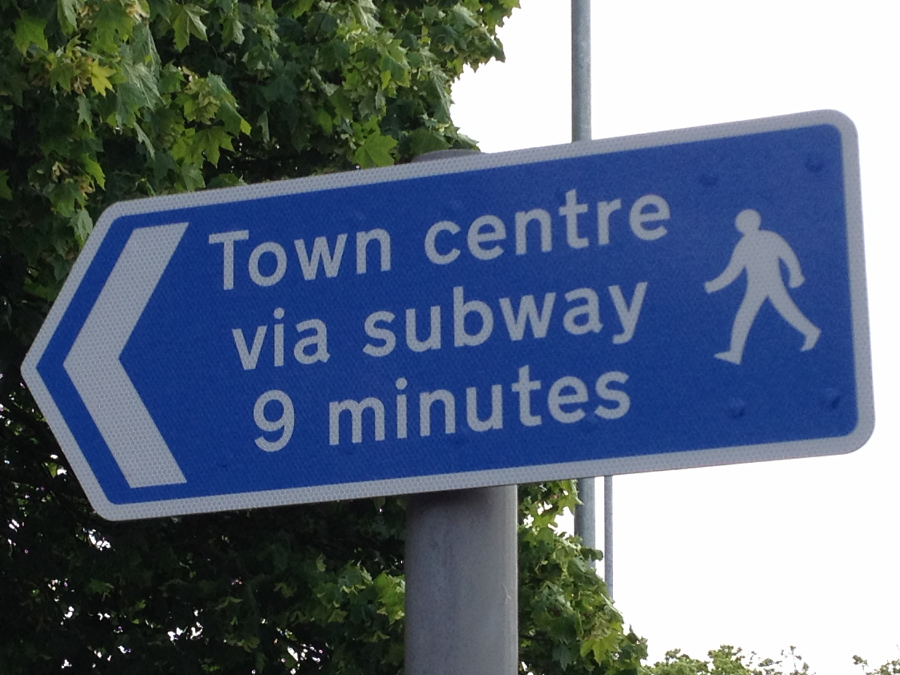 Town centre
via subway
9 minutes